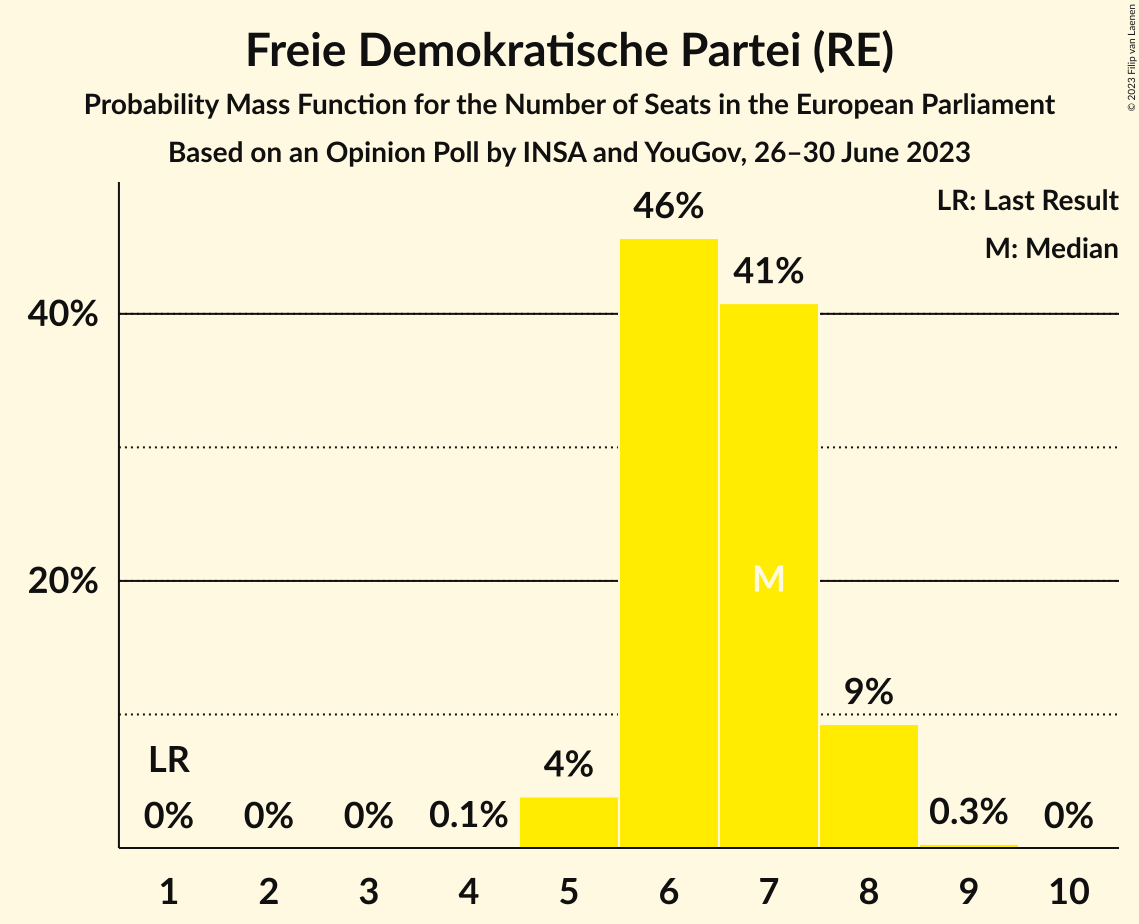 Freie Demokratische Partei (RE)
Probability Mass Function for the Number of Seats in the European Parliament
Based on an Opinion Poll by INSA and YouGov, 26–30 June 2023
© 2023 Filip van Laenen
LR: Last Result
M: Median
46%
41%
40%
20%
M
9%
LR
4%
0% 0% 0% 0.1% 0.3% 0%
1 2 3 4 5 6 7 8 9 10